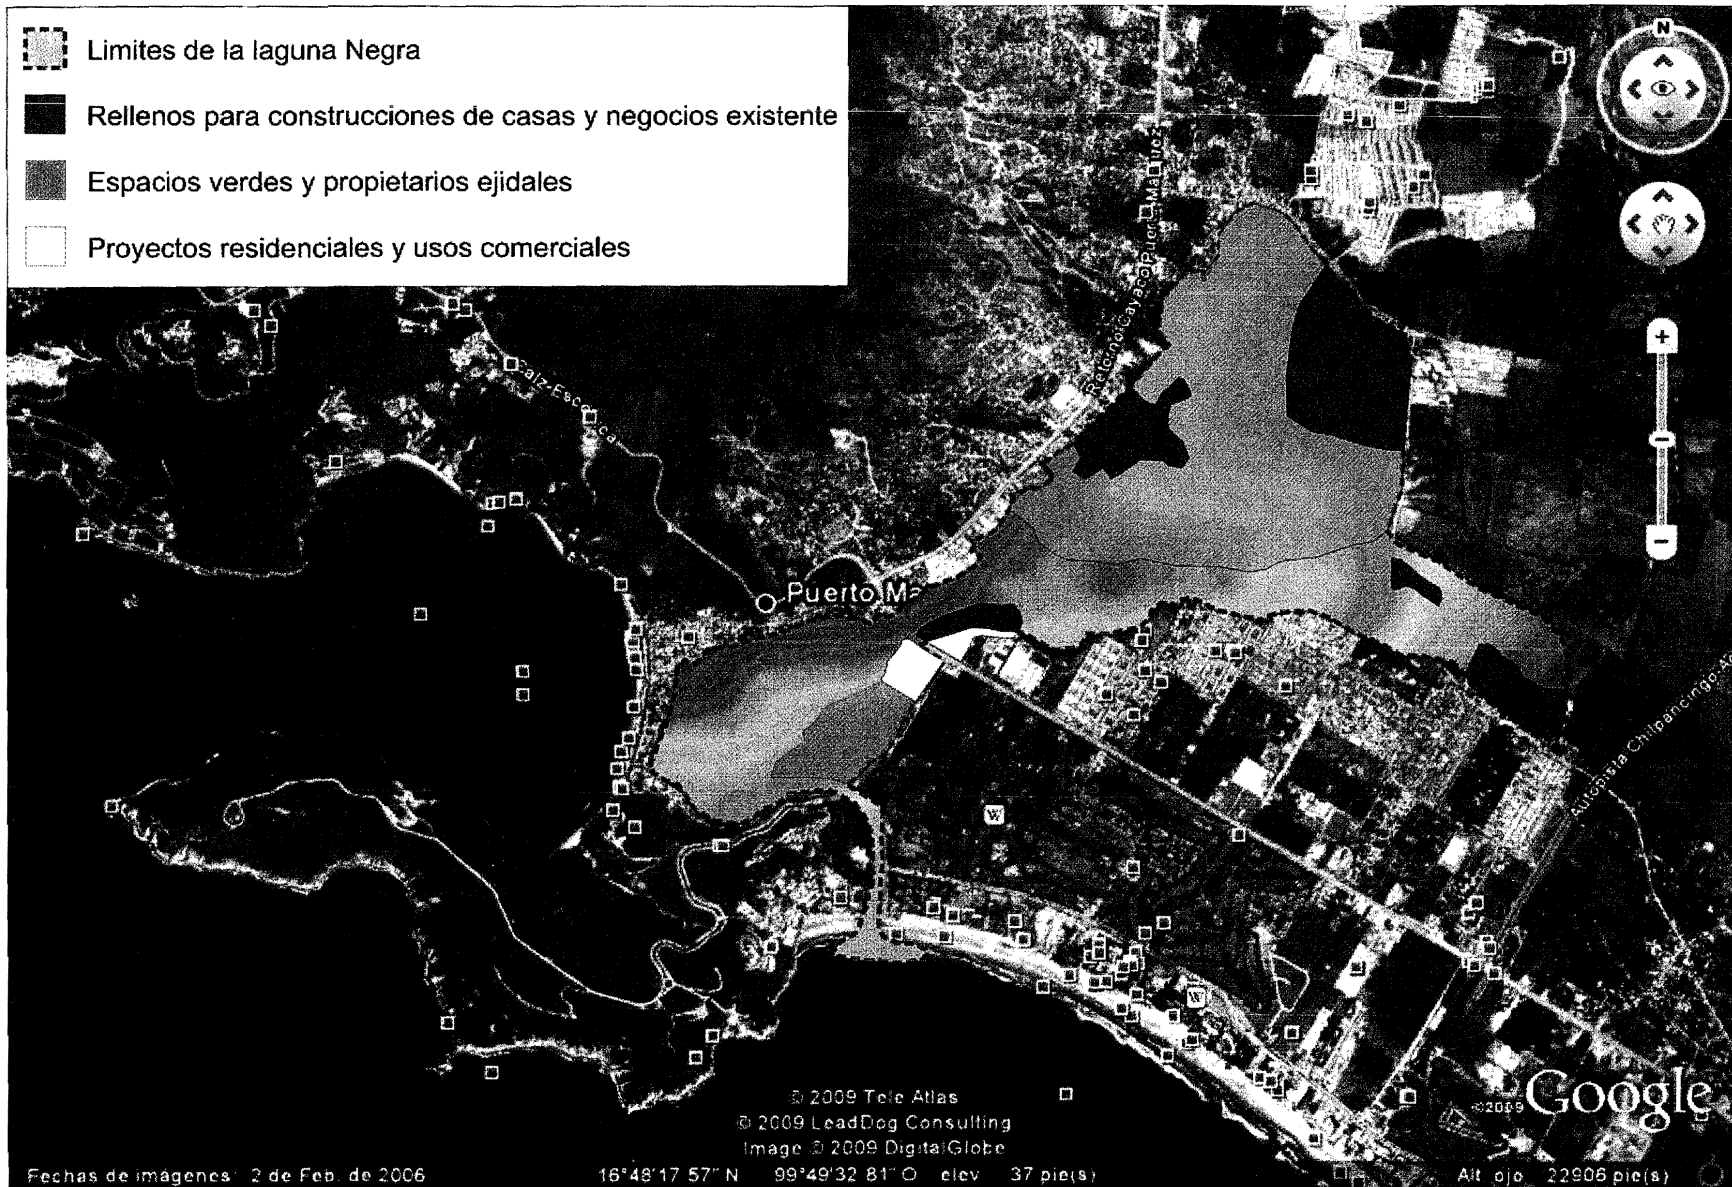 Limites de la laguna Negra
Rellenos para construcciones de casas y negocios existente
Espacios verdes y propietarios ejidales
Proyectos residenciales y usos comerciales
N
Puerto Ma
W
W
© 2009 Tele Atlas
© 2009 LeadDog Consulting
Image © 2009 DigitalGlobe
©2009 Google
Fechas de imágenes: 2 de Feb. de 2006
16°48'17 57" N 99°49'32 81" O elev 37 pie(s)
Alt ojo 22906 pie(s)